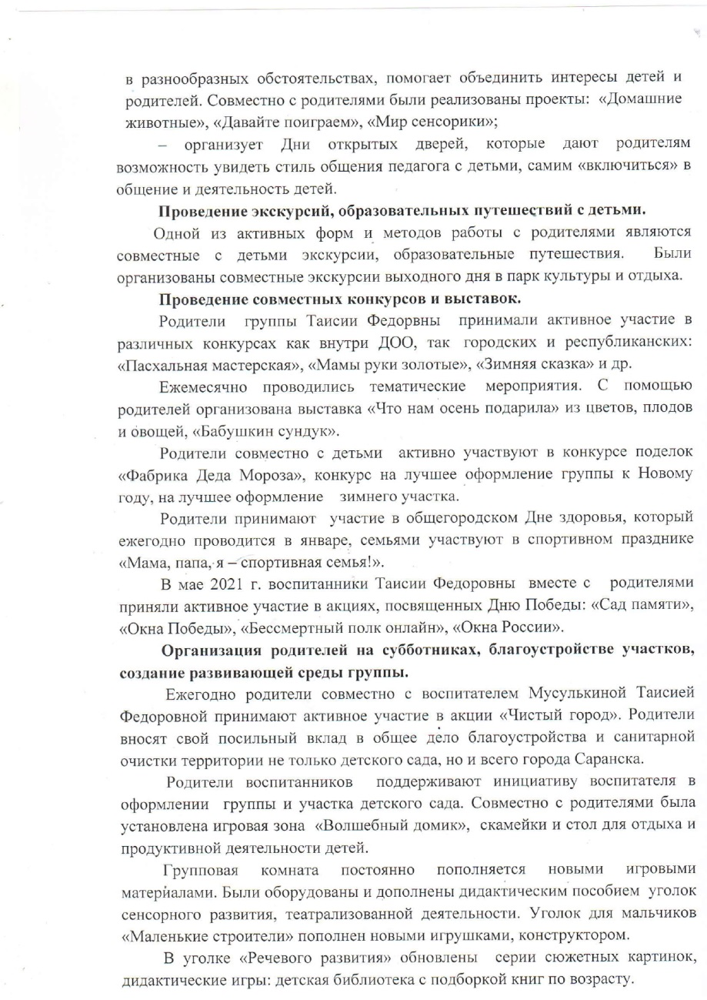 в разнообразных обстоятельствах, помогает объединить интересы детей и
родителей. Совместно с родителями были реализованы проекты: «Домашние
животные», «Давайте поиграем», «Мир сенсорики»;
– организует Дни открытых дверей, которые дают родителям
возможность увидеть стиль общения педагога с детьми, самим «включиться» в
общение и деятельность детей.
Проведение экскурсий, образовательных путешествий с детьми.
Одной из активных форм и методов работы с родителями являются
совместные с детьми экскурсии, образовательные путешествия. Были
организованы совместные экскурсии выходного дня в парк культуры и отдыха.
Проведение совместных конкурсов и выставок.
Родители группы Таисии Федорвны принимали активное участие в
различных конкурсах как внутри ДОО, так городских и республиканских:
«Пасхальная мастерская», «Мамы руки золотые», «Зимняя сказка» и др.
Ежемесячно проводились тематические мероприятия. С помощью
родителей организована выставка «Что нам осень подарила» из цветов, плодов
и овощей, «Бабушкин сундук».
Родители совместно с детьми активно участвуют в конкурсе поделок
«Фабрика Деда Мороза», конкурс на лучшее оформление группы к Новому
году, на лучшее оформление зимнего участка.
Родители принимают участие в общегородском Дне здоровья, который
ежегодно проводится в январе, семьями участвуют в спортивном празднике
«Мама, папа, я – спортивная семья!».
В мае 2021 г. воспитанники Таисии Федоровны вместе с родителями
приняли активное участие в акциях, посвященных Дню Победы: «Сад памяти»,
«Окна Победы», «Бессмертный полк онлайн», «Окна России».
Организация родителей на субботниках, благоустройстве участков,
создание развивающей среды группы.
Ежегодно родители совместно с воспитателем Мусулькиной Таисией
Федоровной принимают активное участие в акции «Чистый город». Родители
вносят свой посильный вклад в общее дело благоустройства и санитарной
очистки территории не только детского сада, но и всего города Саранска.
Родители воспитанников поддерживают инициативу воспитателя в
оформлении группы и участка детского сада. Совместно с родителями была
установлена игровая зона «Волшебный домик», скамейки и стол для отдыха и
продуктивной деятельности детей.
Групповая комната постоянно пополняется новыми игровыми
материалами. Были оборудованы и дополнены дидактическим пособием уголок
сенсорного развития, театрализованной деятельности. Уголок для мальчиков
«Маленькие строители» пополнен новыми игрушками, конструктором.
В уголке «Речевого развития» обновлены серии сюжетных картинок,
дидактические игры: детская библиотека с подборкой книг по возрасту.